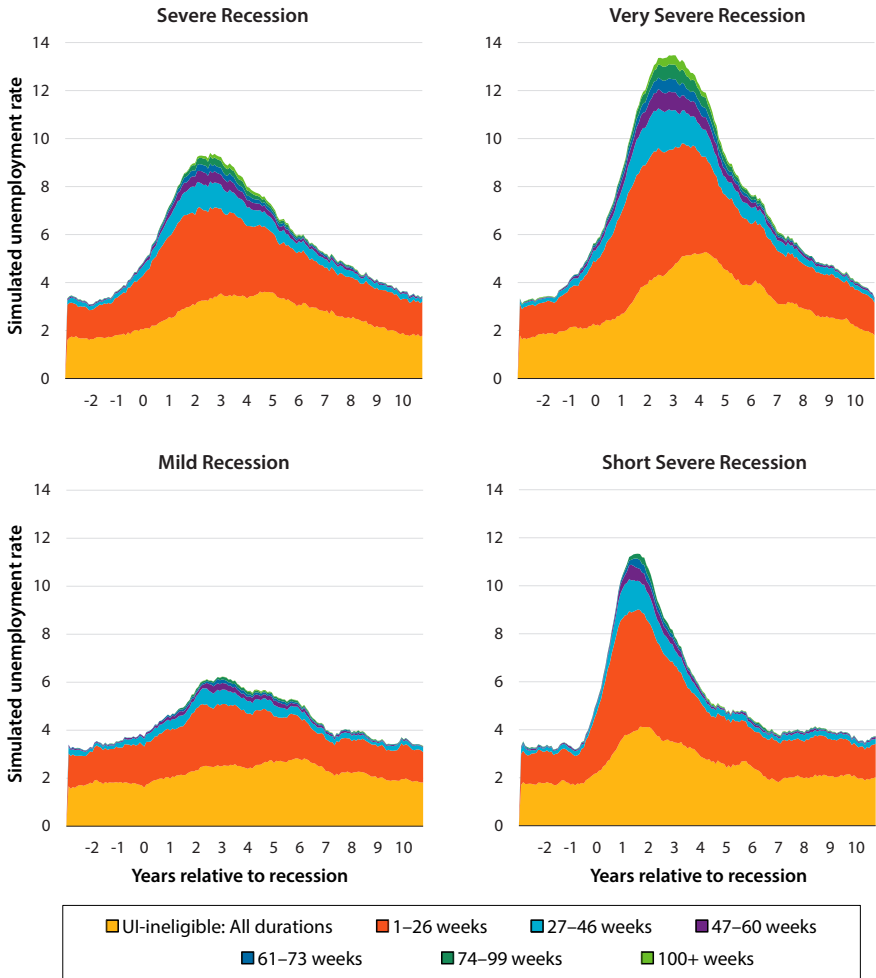 Severe Recession
Very Severe Recession
Simulated unemployment rate
14
12
10
8
6
4
2
0
-2 -1 0 1 2 3 4 5 6 7 8 9 10
14
12
10
8
6
4
2
0
-2 -1 0 1 2 3 4 5 6 7 8 9 10
Mild Recession
Short Severe Recession
Simulated unemployment rate
14
12
10
8
6
4
2
0
-2 -1 0 1 2 3 4 5 6 7 8 9 10
Years relative to recession
14
12
10
8
6
4
2
0
-2 -1 0 1 2 3 4 5 6 7 8 9 10
Years relative to recession
UI-ineligible: All durations 1–26 weeks 27–46 weeks 47–60 weeks
61–73 weeks 74–99 weeks 100+ weeks